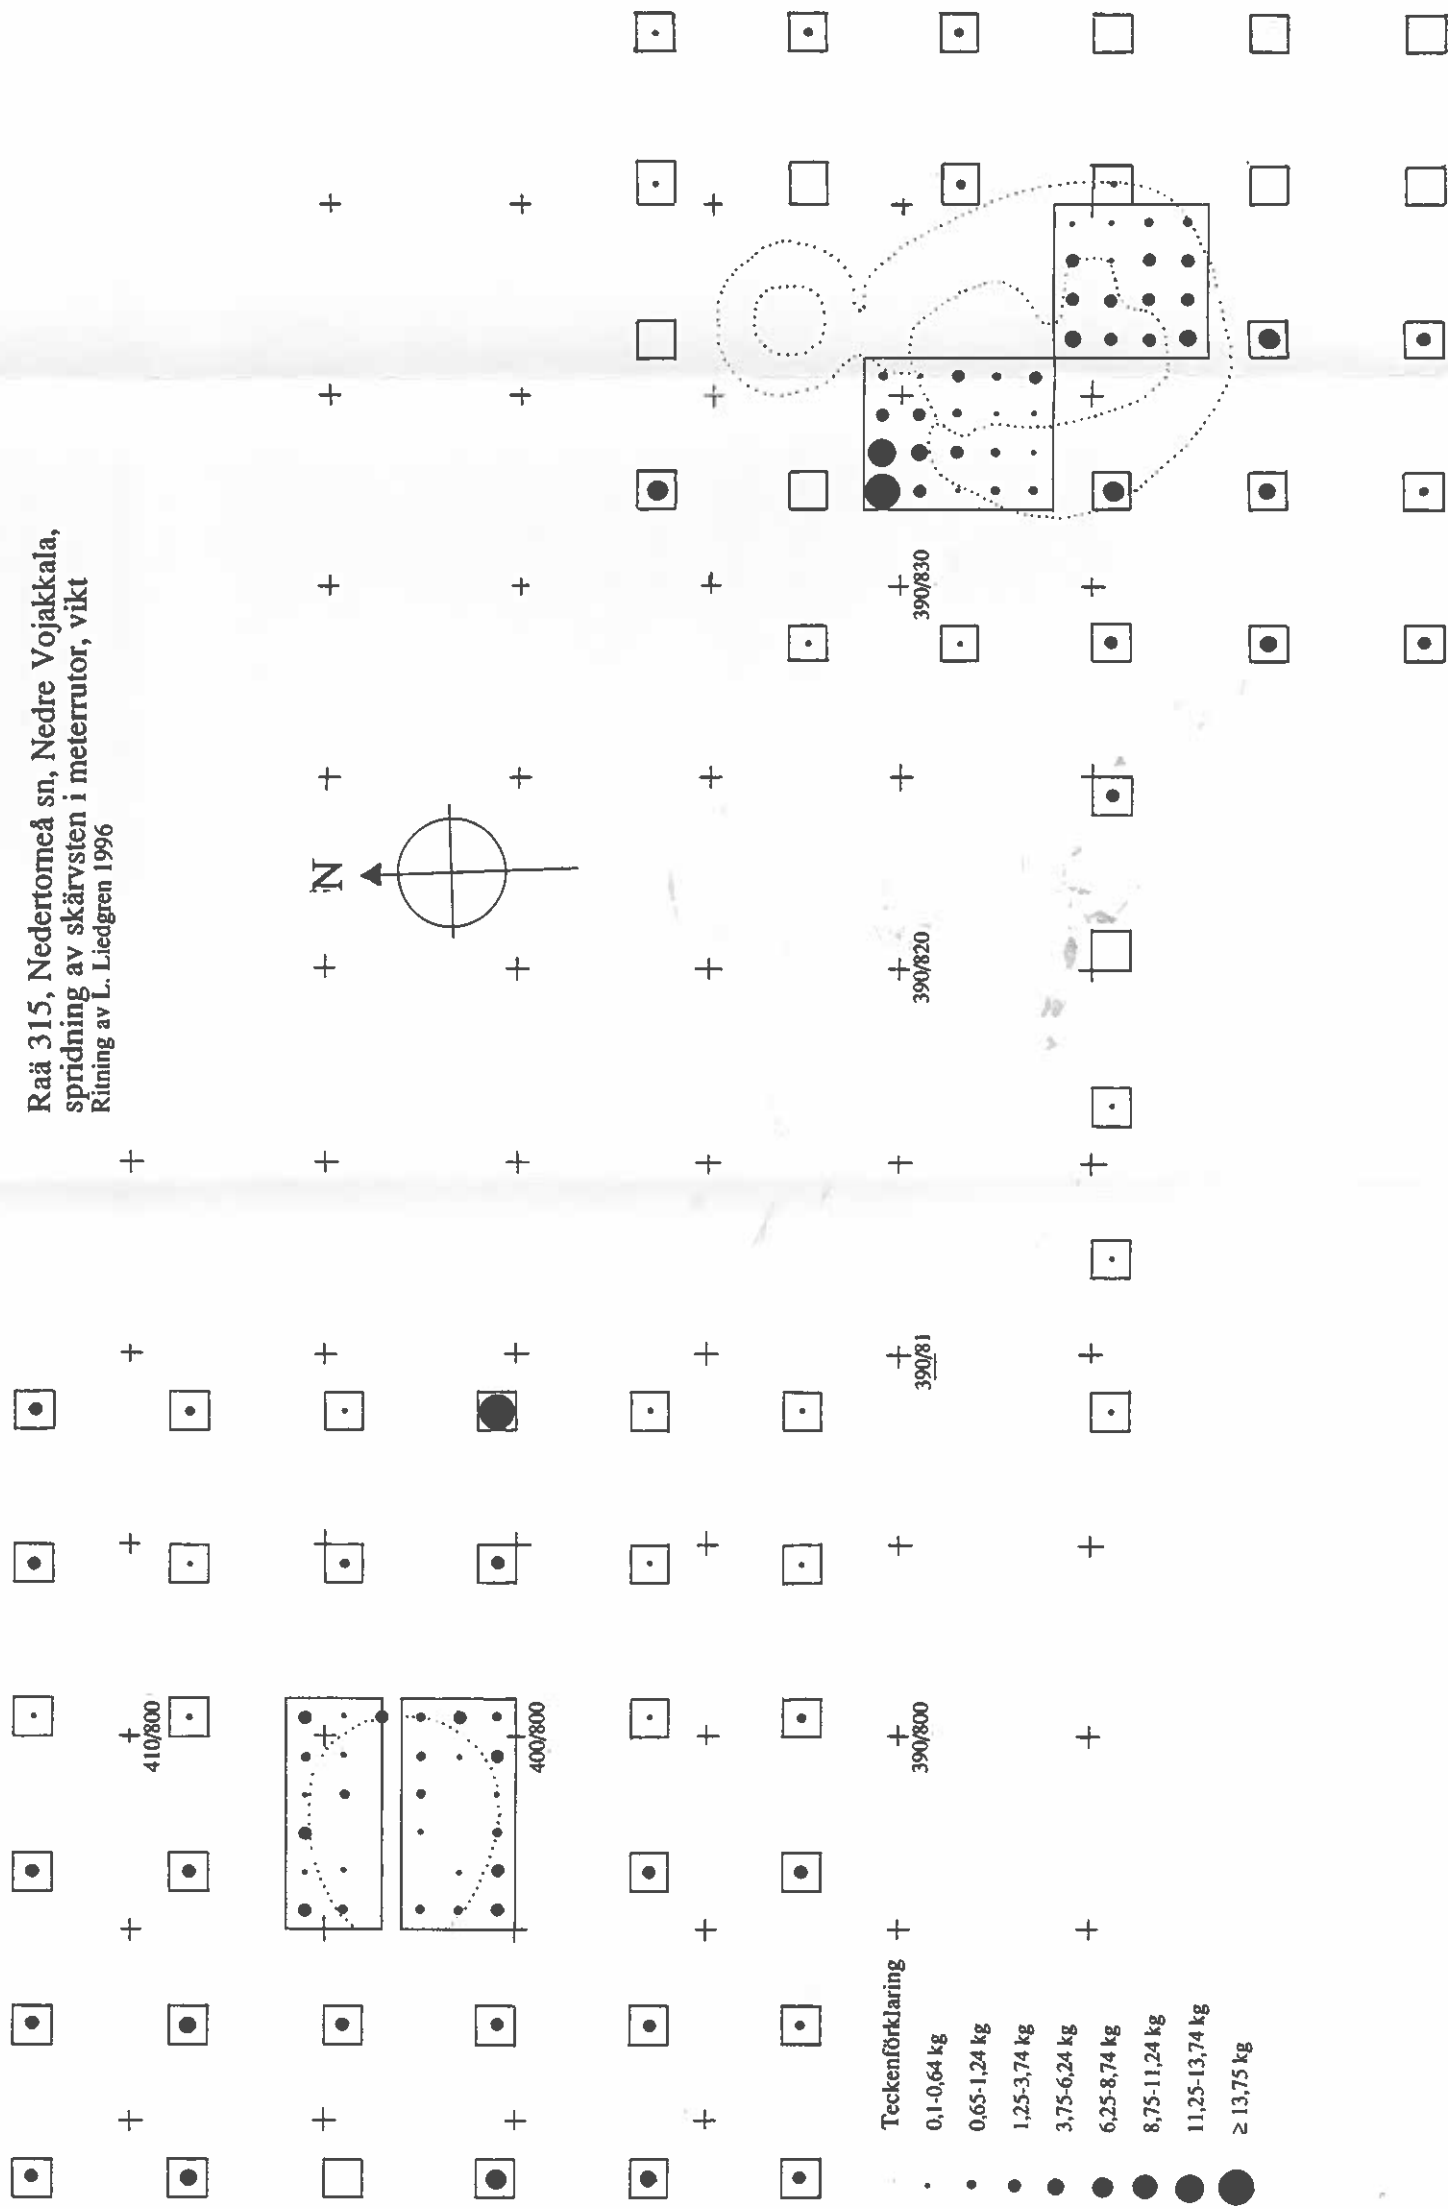 Raä 315, Nedertorneå sn, Nedre Vojakkala,
spridning av skärvsten i meterrutor, vikt
Ritning av L. Liedgren 1996
N
410/800
400/800
390/800
390/81
390/820
390/830
Teckenförklaring
0,1-0,64 kg
0,65-1,24 kg
1,25-3,74 kg
3,75-6,24 kg
6,25-8,74 kg
8,75-11,24 kg
11,25-13,74 kg
≥ 13,75 kg